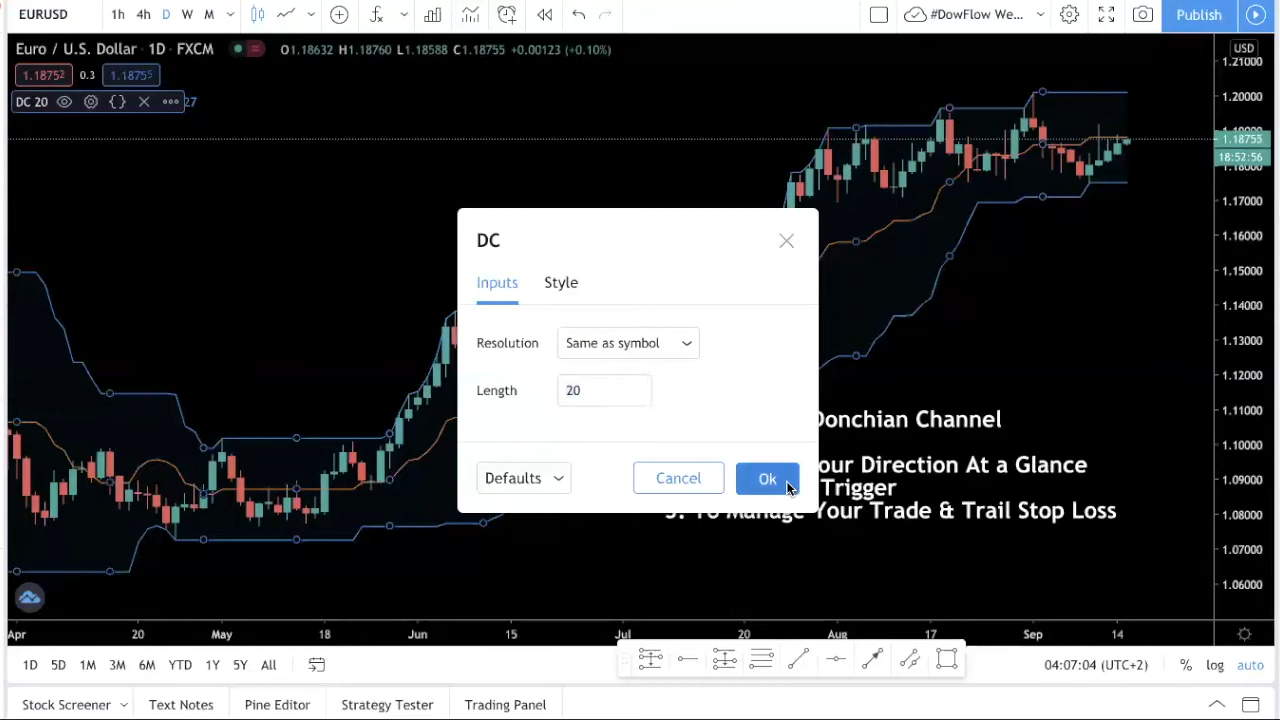 EURUSD 1h 4h D W M #DowFlow We... Publish
Euro / U.S. Dollar · 1D · FXCM O1.18632 H1.18760 L1.18588 C1.18755 +0.00123 (+0.10%) USD
1.21000
1.18752 0.3 1.18755
DC 20 27
1.20000
1.18755
18:52:56
1.18000
1.17000
1.16000
1.15000
1.14000
1.13000
1.12000
1.11000
1.10000
1.09000
1.08000
1.07000
1.06000
DC
Inputs Style
Resolution Same as symbol
Length 20
Defaults Cancel Ok
Donchian Channel
our Direction At a Glance
Trigger
3. To Manage Your Trade & Trail Stop Loss
Apr 20 May 18 Jun 15 Jul 20 Aug 17 Sep 14
1D 5D 1M 3M 6M YTD 1Y 5Y All 04:07:04 (UTC+2) % log auto
Stock Screener Text Notes Pine Editor Strategy Tester Trading Panel